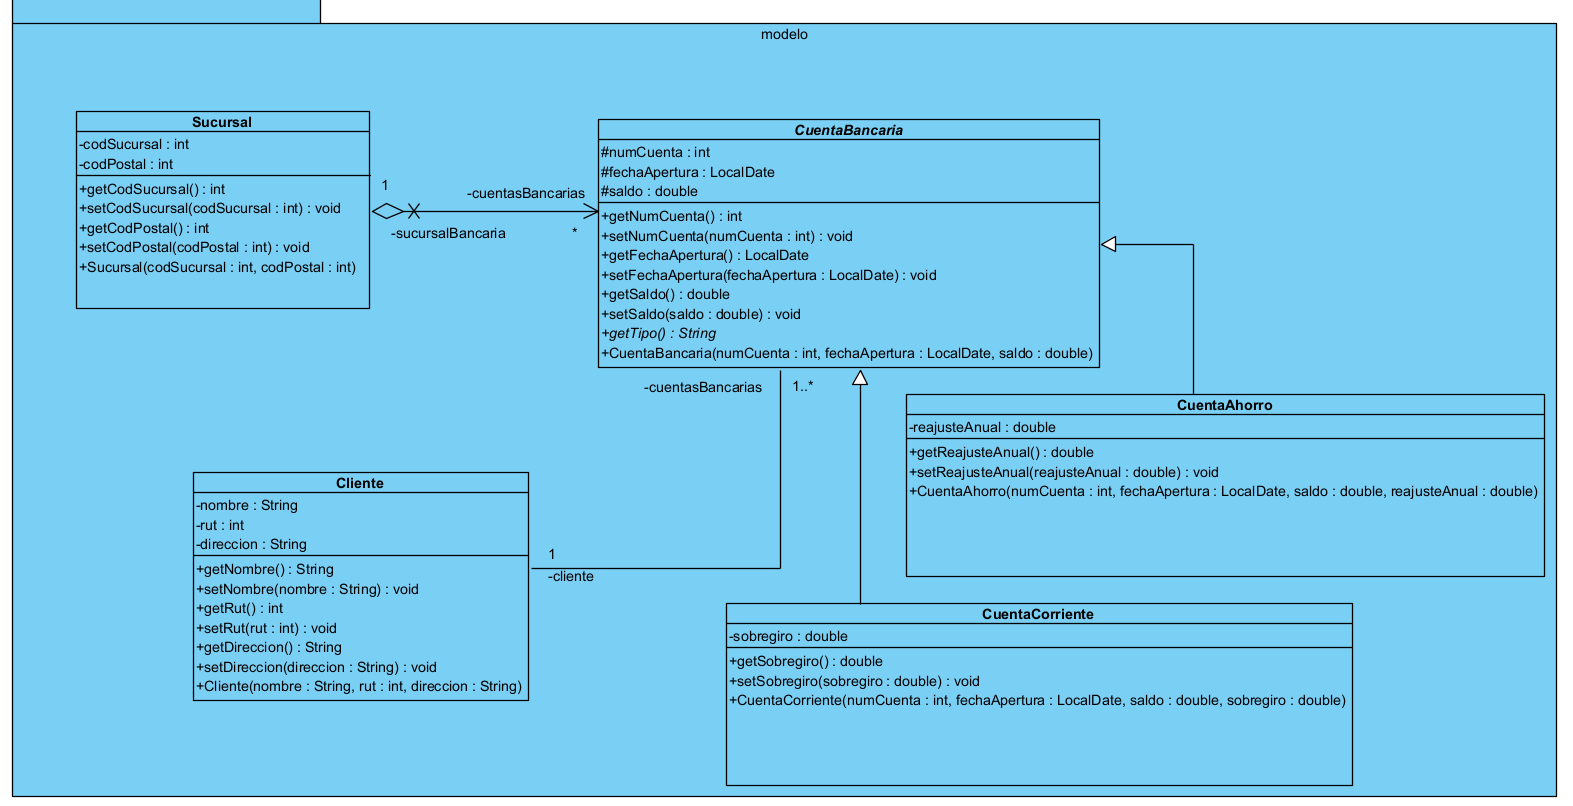 modelo
Sucursal
-codSucursal : int
-codPostal : int
+getCodSucursal() : int
+setCodSucursal(codSucursal : int) : void
+getCodPostal() : int
+setCodPostal(codPostal : int) : void
+Sucursal(codSucursal : int, codPostal : int)
1
-cuentasBancarias
-sucursalBancaria
*
CuentaBancaria
#numCuenta : int
#fechaApertura : LocalDate
#saldo : double
+getNumCuenta() : int
+setNumCuenta(numCuenta : int) : void
+getFechaApertura() : LocalDate
+setFechaApertura(fechaApertura : LocalDate) : void
+getSaldo() : double
+setSaldo(saldo : double) : void
+getTipo() : String
+CuentaBancaria(numCuenta : int, fechaApertura : LocalDate, saldo : double)
-cuentasBancarias
1..*
CuentaAhorro
-reajusteAnual : double
+getReajusteAnual() : double
+setReajusteAnual(reajusteAnual : double) : void
+CuentaAhorro(numCuenta : int, fechaApertura : LocalDate, saldo : double, reajusteAnual : double)
Cliente
-nombre : String
-rut : int
-direccion : String
+getNombre() : String
+setNombre(nombre : String) : void
+getRut() : int
+setRut(rut : int) : void
+getDireccion() : String
+setDireccion(direccion : String) : void
+Cliente(nombre : String, rut : int, direccion : String)
1
-cliente
CuentaCorriente
-sobregiro : double
+getSobregiro() : double
+setSobregiro(sobregiro : double) : void
+CuentaCorriente(numCuenta : int, fechaApertura : LocalDate, saldo : double, sobregiro : double)